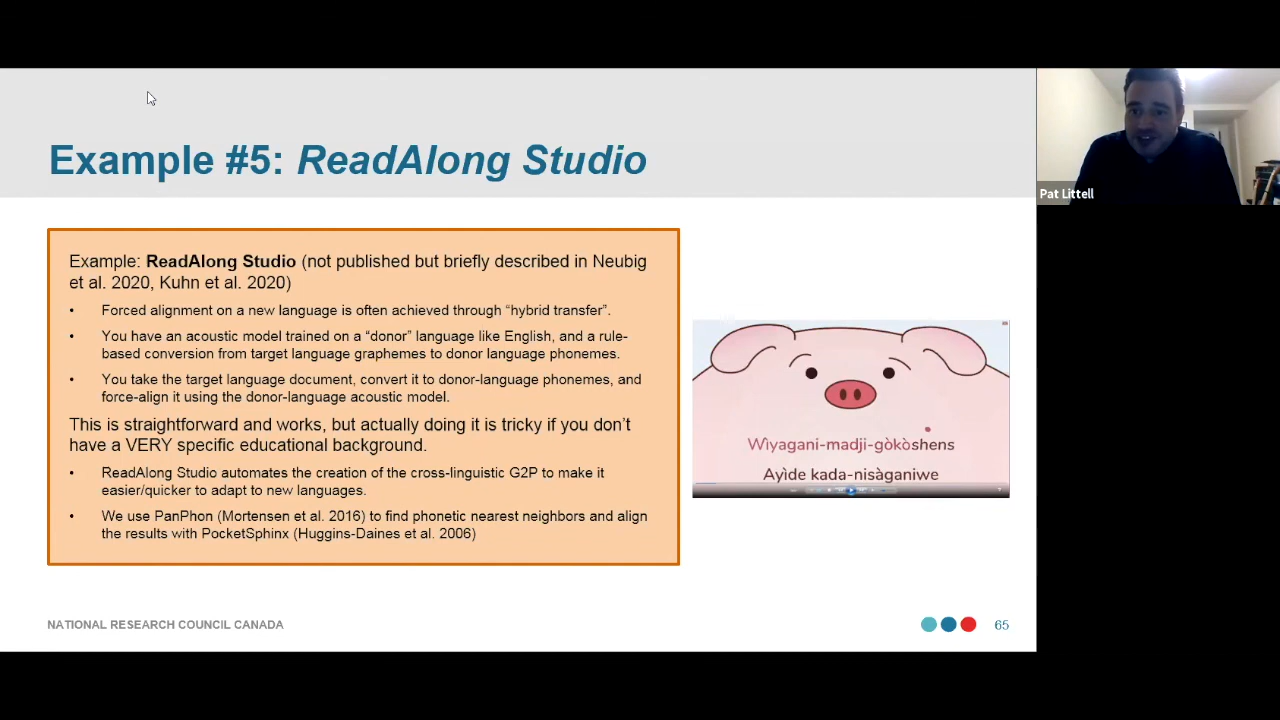 Example #5: ReadAlong Studio
Pat Littell
Example: ReadAlong Studio (not published but briefly described in Neubig
et al. 2020, Kuhn et al. 2020)
• Forced alignment on a new language is often achieved through “hybrid transfer”.
• You have an acoustic model trained on a “donor” language like English, and a rule-
based conversion from target language graphemes to donor language phonemes.
• You take the target language document, convert it to donor-language phonemes, and
force-align it using the donor-language acoustic model.
This is straightforward and works, but actually doing it is tricky if you don’t
have a VERY specific educational background.
• ReadAlong Studio automates the creation of the cross-linguistic G2P to make it
easier/quicker to adapt to new languages.
• We use PanPhon (Mortensen et al. 2016) to find phonetic nearest neighbors and align
the results with PocketSphinx (Huggins-Daines et al. 2006)
Wìyagani-madji-gòkòshens
Ayìde kada-nisàganiwe
NATIONAL RESEARCH COUNCIL CANADA
65